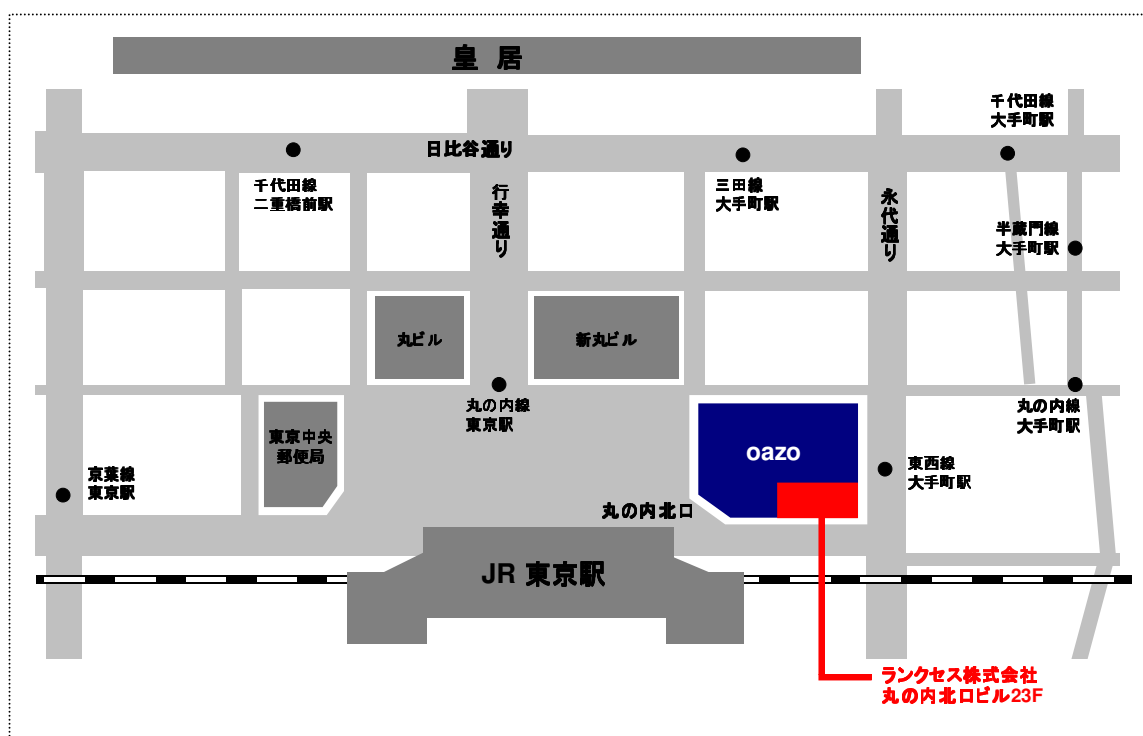 皇 居
千代田線
大手町駅
日比谷通り
千代田線
二重橋前駅
行幸通り
三田線
大手町駅
永代通り
半蔵門線
大手町駅
丸ビル
新丸ビル
丸の内線
東京駅
丸の内線
大手町駅
東京中央
郵便局
oazo
京葉線
東京駅
東西線
大手町駅
丸の内北口
JR 東京駅
ランクセス株式会社
丸の内北口ビル23F